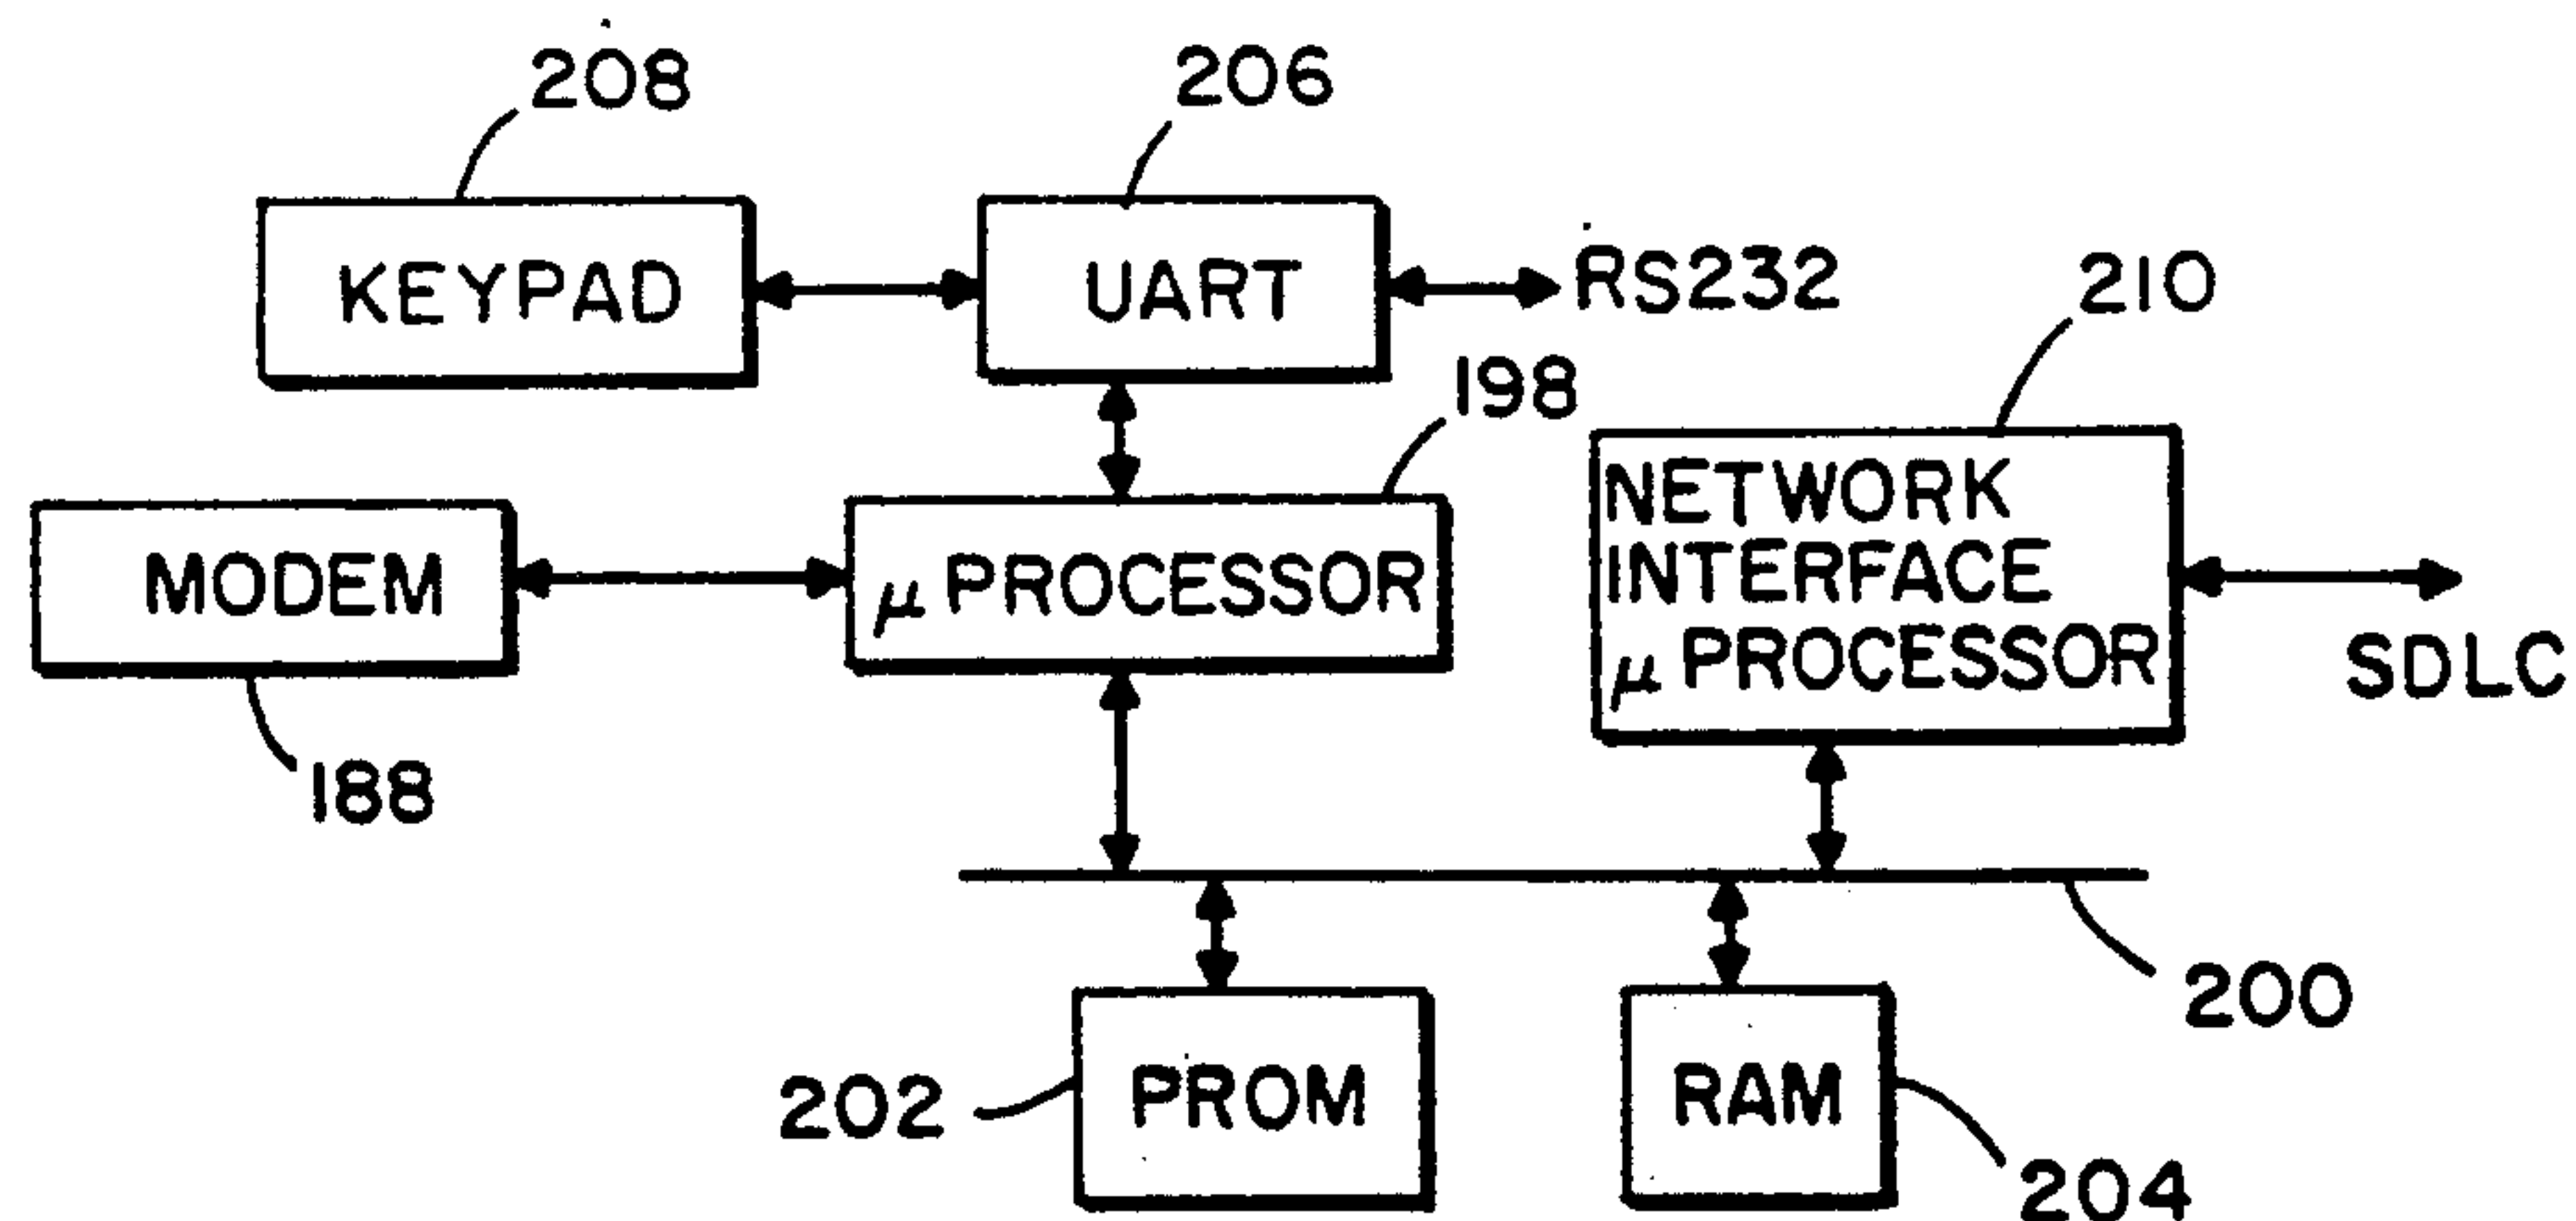 208
206
KEYPAD
UART
RS232
210
198
MODEM
μ PROCESSOR
NETWORK
INTERFACE
μ PROCESSOR
SDLC
188
200
202
PROM
RAM
204